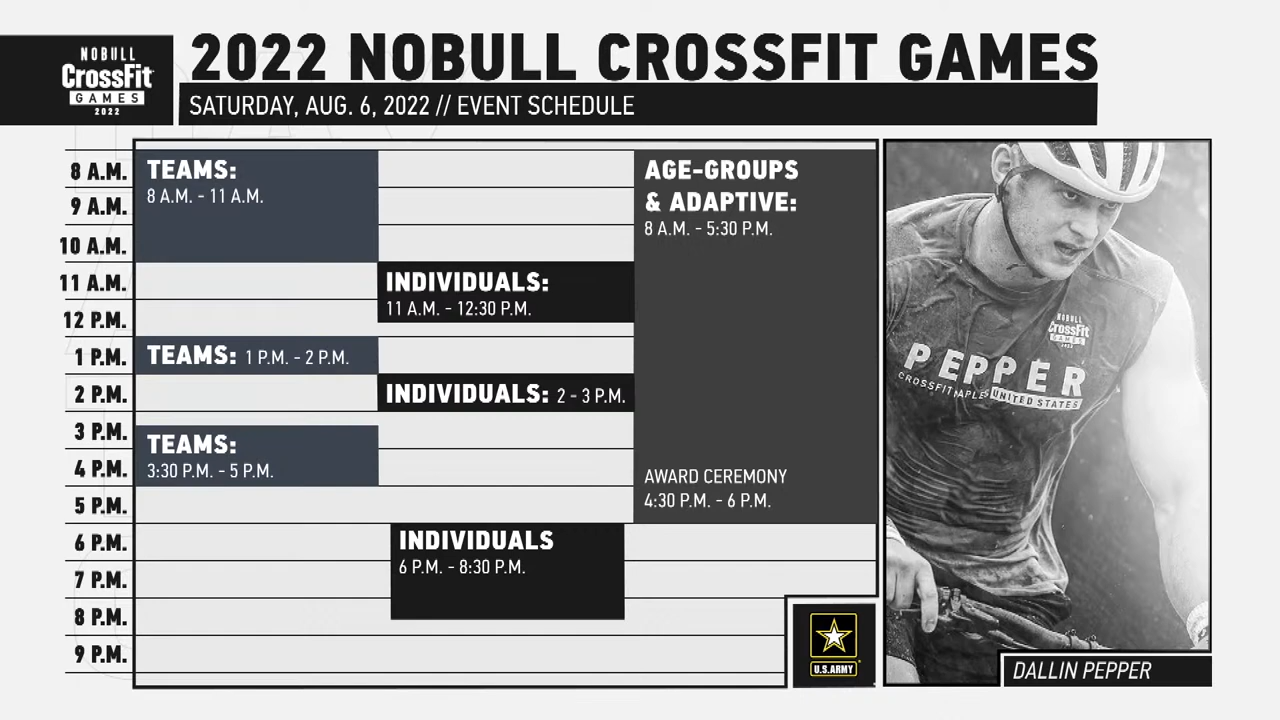 NOBULL
CrossFit
GAMES
2022
2022 NOBULL CROSSFIT GAMES
SATURDAY, AUG. 6, 2022 // EVENT SCHEDULE
8 A.M.
9 A.M.
10 A.M.
11 A.M.
12 P.M.
1 P.M.
2 P.M.
3 P.M.
4 P.M.
5 P.M.
6 P.M.
7 P.M.
8 P.M.
9 P.M.
TEAMS:
8 A.M. - 11 A.M.
TEAMS: 1 P.M. - 2 P.M.
TEAMS:
3:30 P.M. - 5 P.M.
INDIVIDUALS:
11 A.M. - 12:30 P.M.
INDIVIDUALS: 2 - 3 P.M.
INDIVIDUALS
6 P.M. - 8:30 P.M.
AGE-GROUPS
& ADAPTIVE:
8 A.M. - 5:30 P.M.
AWARD CEREMONY
4:30 P.M. - 6 P.M.
U.S.ARMY
NOBULL
CrossFit
GAMES
PEPPER
CROSSFIT
UNITED STATES
DALLIN PEPPER